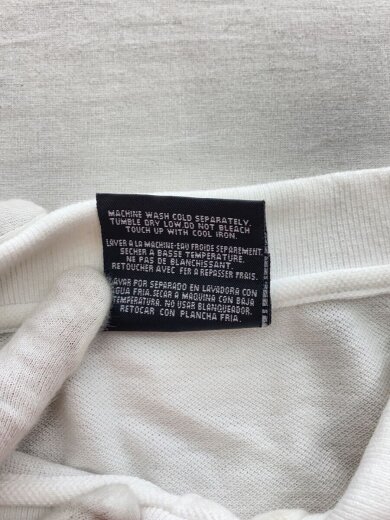 MACHINE WASH COLD SEPARATELY.
TUMBLE DRY LOW.DO NOT BLEACH
TOUCH UP WITH COOL IRON.
LAVER A LA MACHINE-EAU FROIDE SEPAREMENT.
SECHER A BASSE TEMPERATURE.
NE PAS DE BLANCHISSANT.
RETOUCHER AVEC FER A REPASSER FRAIS.
LAVAR POR SEPARADO EN LAVADORA CON
AGUA FRIA.SECAR A MAQUINA CON BAJA
TEMPERATURA. NO USAR BLANQUEADOR.
RETOCAR CON PLANCHA FRIA.